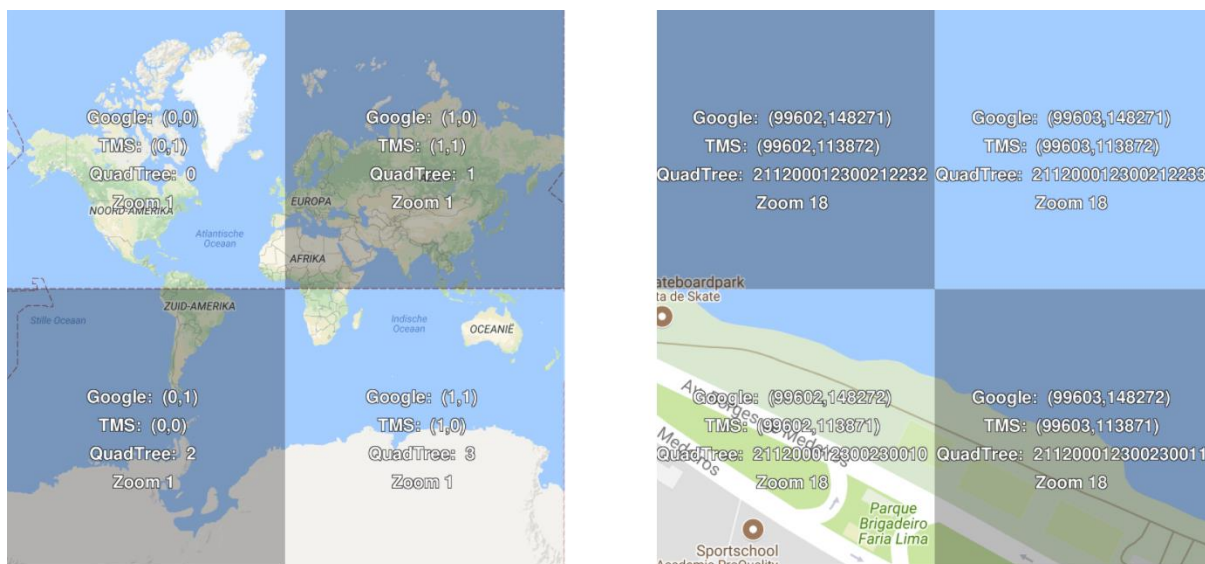 Google: (0,0)
TMS: (0,1)
QuadTree: 0
Zoom 1
NOORD-AMERIKA
Atlantische
Oceaan
Google: (1,0)
TMS: (1,1)
QuadTree: 1
Zoom 1
EUROPA
AFRIKA
ZUID-AMERIKA
Stille Oceaan
Google: (0,1)
TMS: (0,0)
QuadTree: 2
Zoom 1
Indische
Oceaan
OCEANIË
Google: (1,1)
TMS: (1,0)
QuadTree: 3
Zoom 1
Google: (99602,148271)
TMS: (99602,113872)
QuadTree: 211200012300212232
Zoom 18
Google: (99603,148271)
TMS: (99603,113872)
QuadTree: 211200012300212233
Zoom 18
ateboardpark
ta de Skate
Google: (99602,148272)
TMS: (99602,113871)
QuadTree: 211200012300230010
Zoom 18
Av. Borges de Medeiros
Medeiros
Sportschool
Google: (99603,148272)
TMS: (99603,113871)
QuadTree: 211200012300230011
Zoom 18
Parque
Brigadeiro
Faria Lima